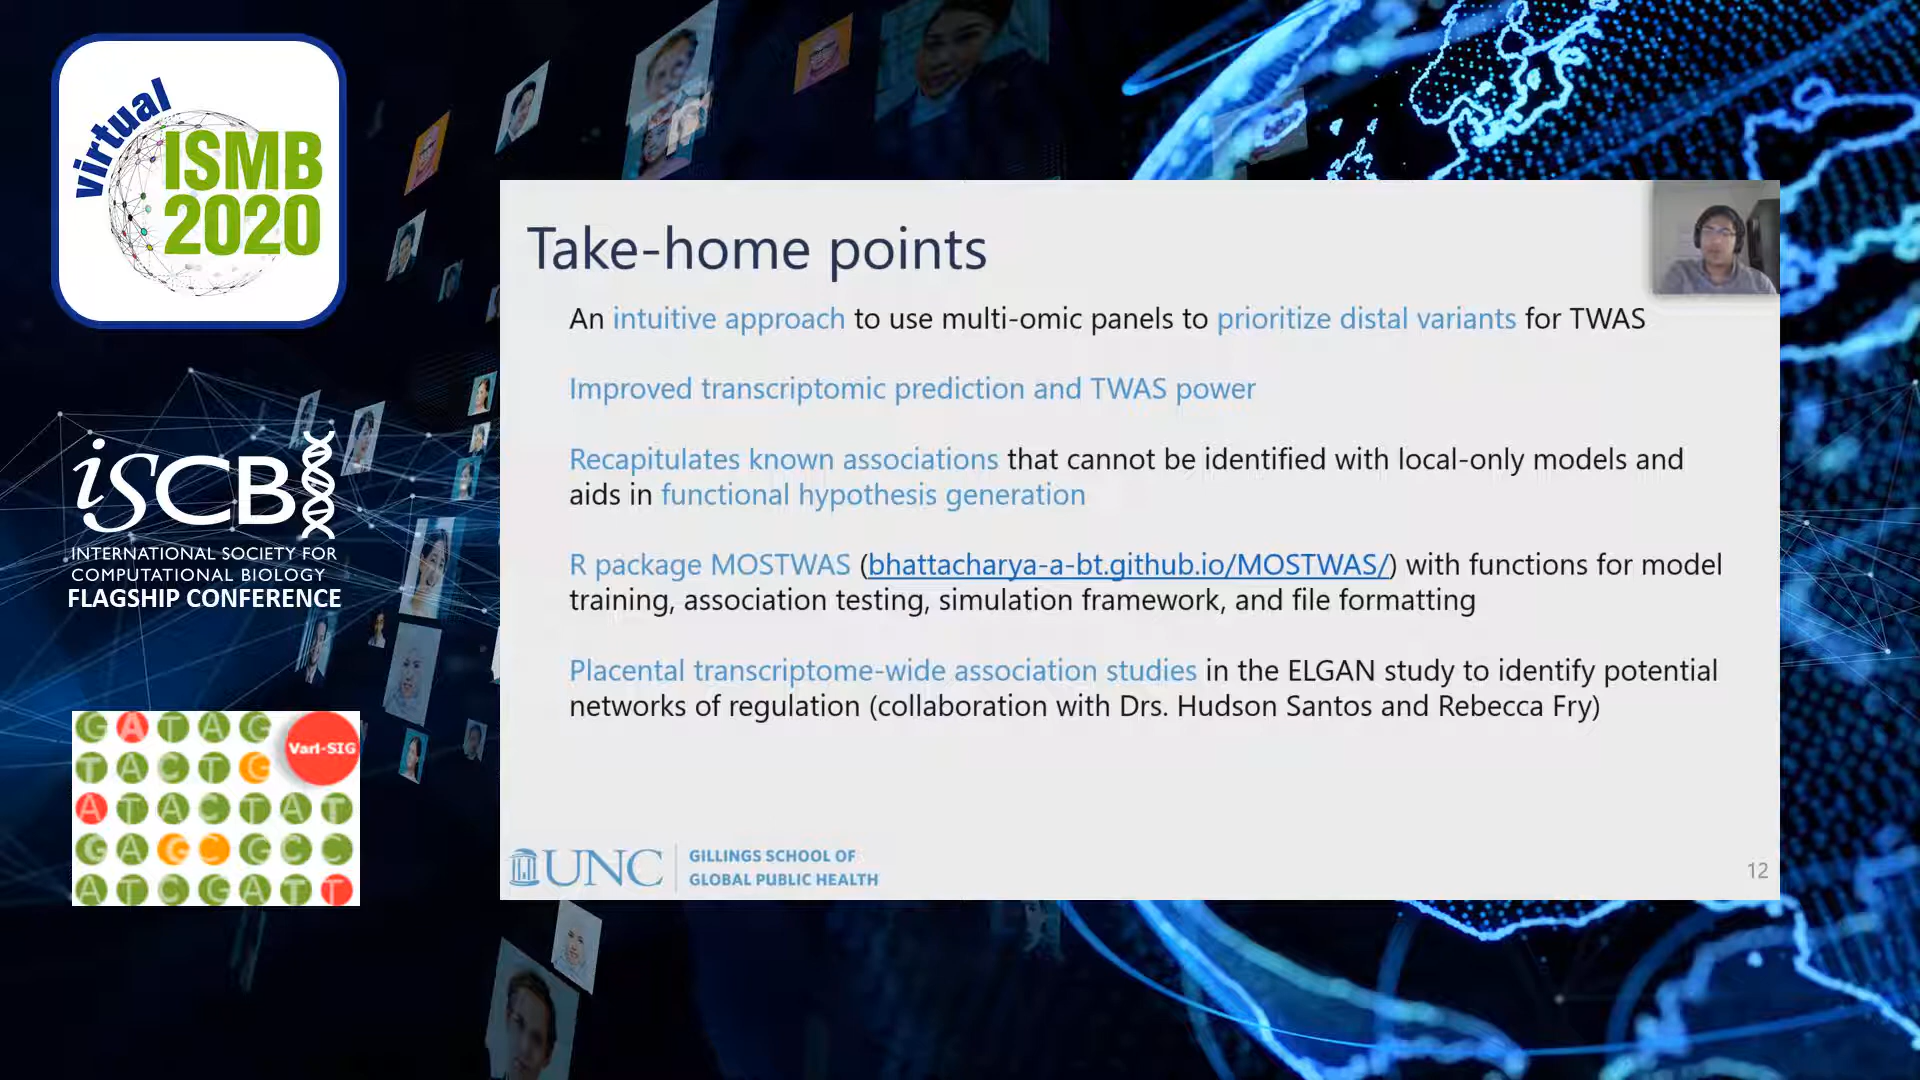 virtual
ISMB
2020
iSCB
INTERNATIONAL SOCIETY FOR
COMPUTATIONAL BIOLOGY
FLAGSHIP CONFERENCE
GATAG
VarI-SIG
TACTG
ATACTAT
GAGCGCC
ATCGATT
Take-home points
An intuitive approach to use multi-omic panels to prioritize distal variants for TWAS
Improved transcriptomic prediction and TWAS power
Recapitulates known associations that cannot be identified with local-only models and
aids in functional hypothesis generation
R package MOSTWAS (bhattacharya-a-bt.github.io/MOSTWAS/) with functions for model
training, association testing, simulation framework, and file formatting
Placental transcriptome-wide association studies in the ELGAN study to identify potential
networks of regulation (collaboration with Drs. Hudson Santos and Rebecca Fry)
UNC
GILLINGS SCHOOL OF
GLOBAL PUBLIC HEALTH
12